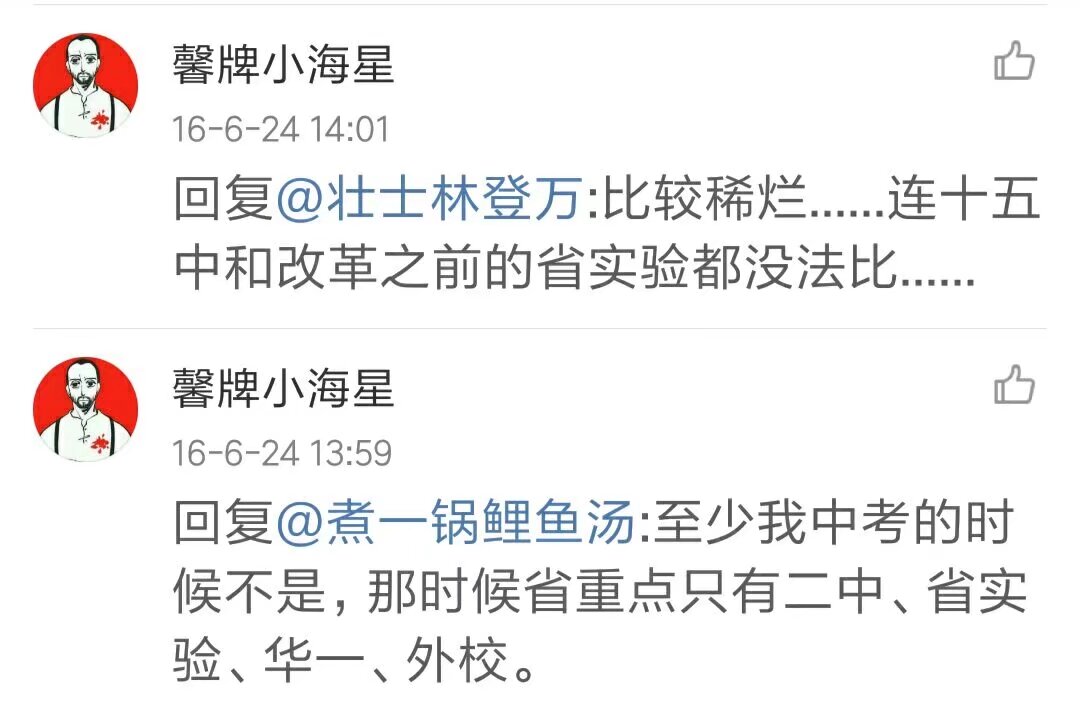 馨牌小海星
16-6-24 14:01
回复@壮士林登万:比较稀烂......连十五
中和改革之前的省实验都没法比......
馨牌小海星
16-6-24 13:59
回复@煮一锅鲤鱼汤:至少我中考的时
候不是，那时候省重点只有二中、省实
验、华一、外校。